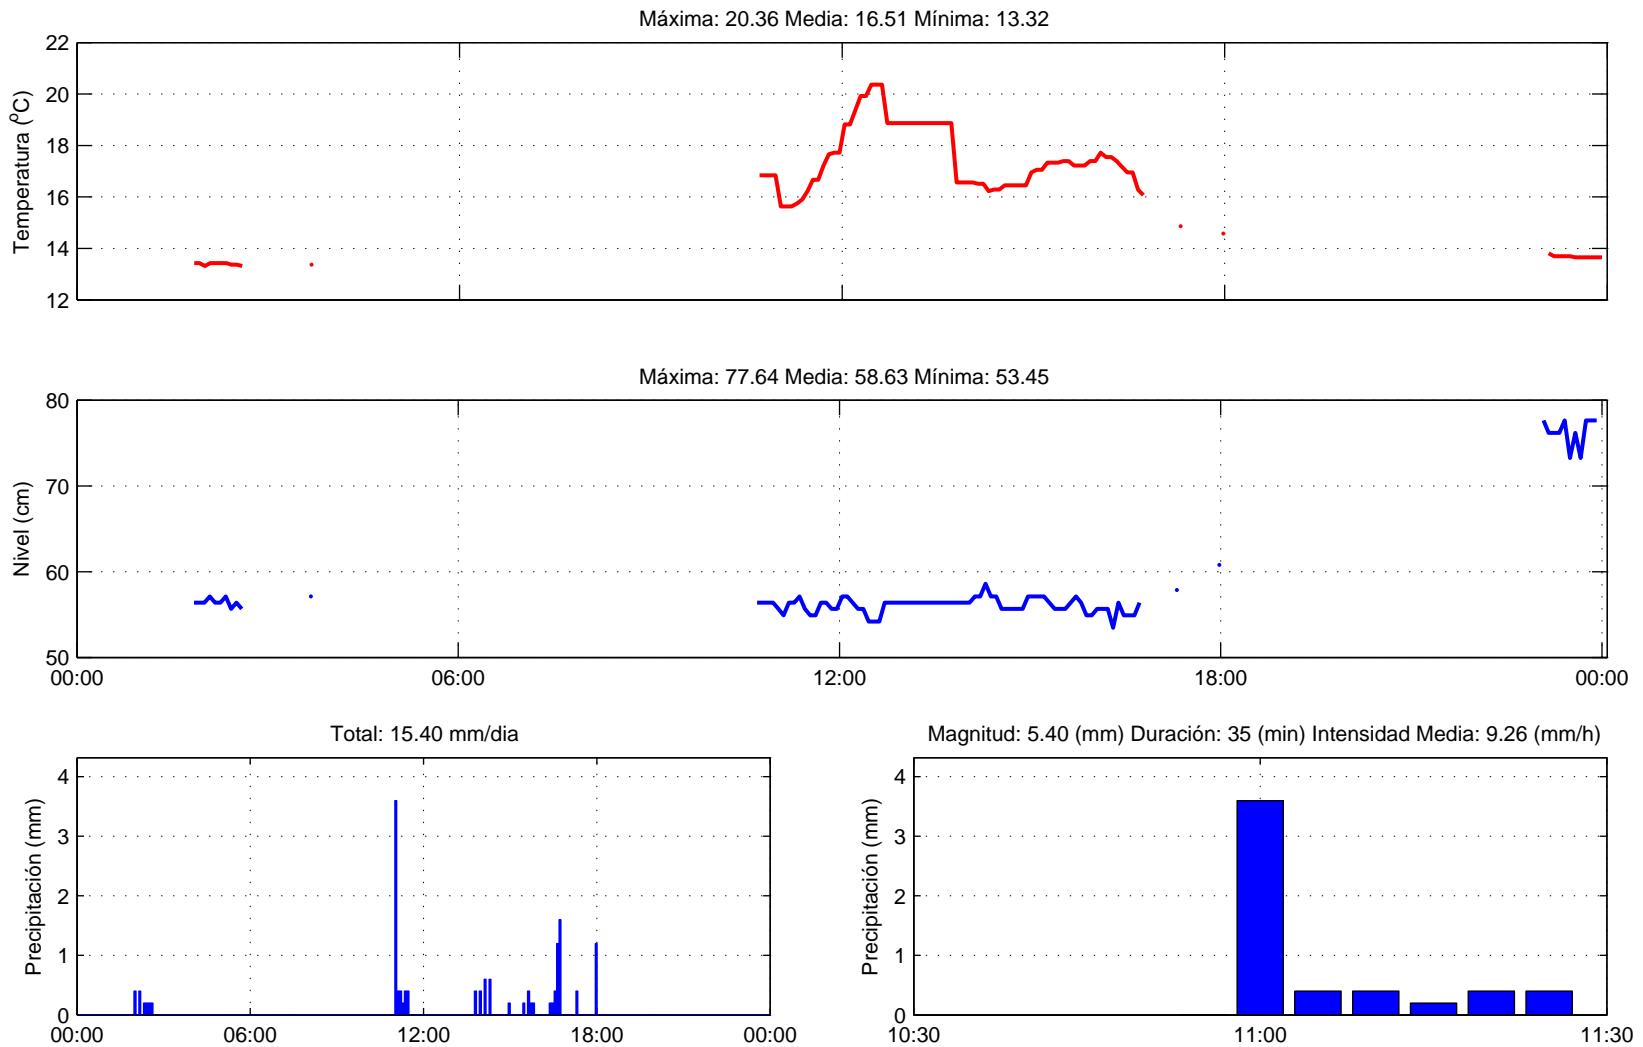 Máxima: 20.36 Media: 16.51 Mínima: 13.32
22
20
18
16
14
12
Temperatura (ºC)
Máxima: 77.64 Media: 58.63 Mínima: 53.45
80
70
60
50
Nivel (cm)
00:00 06:00 12:00 18:00 00:00
Total: 15.40 mm/dia
4
3
2
1
0
Precipitación (mm)
00:00 06:00 12:00 18:00 00:00
Magnitud: 5.40 (mm) Duración: 35 (min) Intensidad Media: 9.26 (mm/h)
4
3
2
1
0
Precipitación (mm)
10:30 11:00 11:30